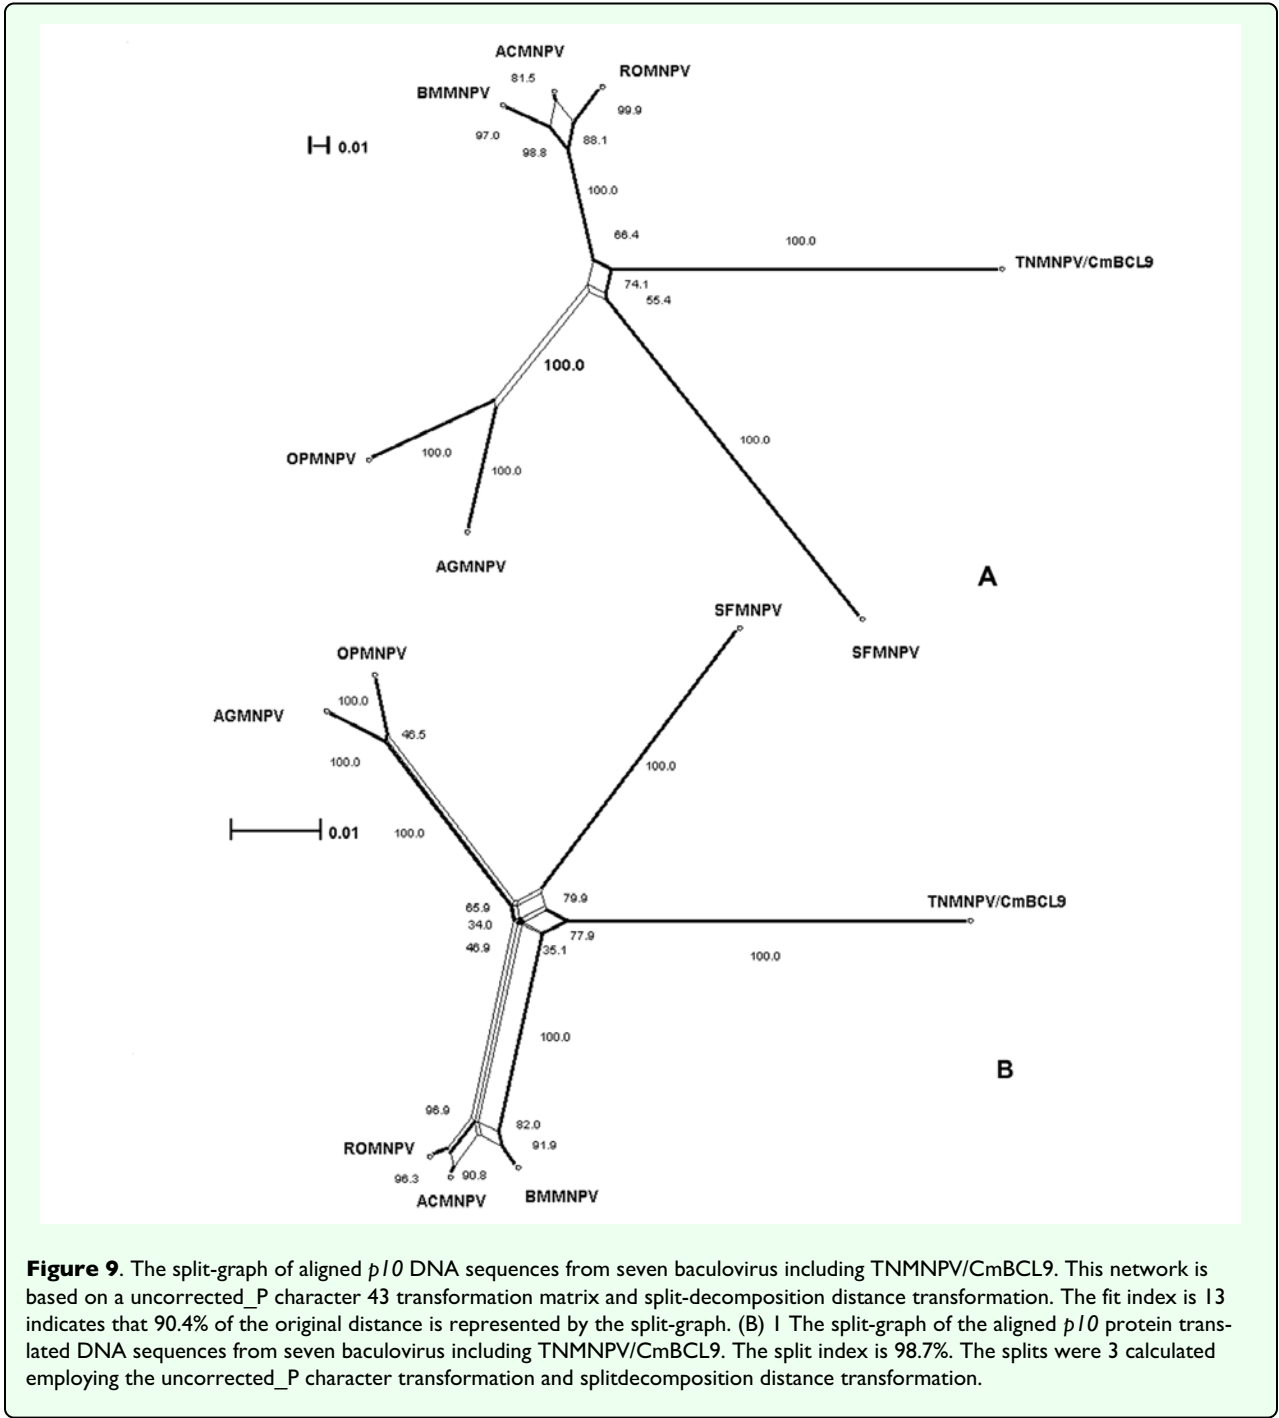 ACMNPV
ROMNPV
81.5
BMMNPV
99.9
97.0
88.1
98.8
0.01
100.0
66.4
100.0
TNMNPV/CmBCL9
74.1
55.4
100.0
100.0
OPMNPV
100.0
100.0
AGMNPV
A
SFMNPV
SFMNPV
OPMNPV
100.0
AGMNPV
46.5
100.0
100.0
0.01
100.0
79.9
TNMNPV/CmBCL9
65.9
34.0
77.9
46.9
35.1
100.0
100.0
B
96.9
82.0
91.9
ROMNPV
96.3
90.8
ACMNPV
BMMNPV
Figure 9. The split-graph of aligned p10 DNA sequences from seven baculovirus including TNMNPV/CmBCL9. This network is
based on a uncorrected_P character 43 transformation matrix and split-decomposition distance transformation. The fit index is 13
indicates that 90.4% of the original distance is represented by the split-graph. (B) 1 The split-graph of the aligned p10 protein trans-
lated DNA sequences from seven baculovirus including TNMNPV/CmBCL9. The split index is 98.7%. The splits were 3 calculated
employing the uncorrected_P character transformation and splitdecomposition distance transformation.